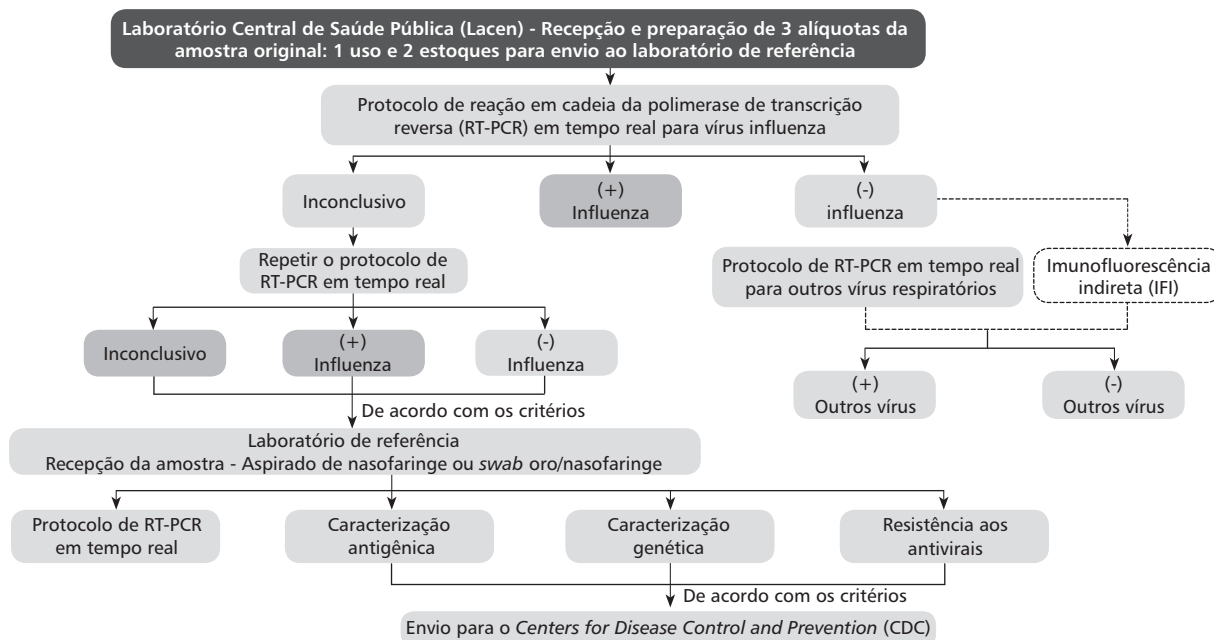 Laboratório Central de Saúde Pública (Lacen) - Recepção e preparação de 3 alíquotas da
amostra original: 1 uso e 2 estoques para envio ao laboratório de referência
Protocolo de reação em cadeia da polimerase de transcrição
reversa (RT-PCR) em tempo real para vírus influenza
Inconclusivo
(+)
Influenza
(-)
influenza
Repetir o protocolo de
RT-PCR em tempo real
Protocolo de RT-PCR em tempo real
para outros vírus respiratórios
Imunofluorescência
indireta (IFI)
Inconclusivo
(+)
Influenza
(-)
Influenza
(+)
Outros vírus
(-)
Outros vírus
De acordo com os critérios
Laboratório de referência
Recepção da amostra - Aspirado de nasofaringe ou swab oro/nasofaringe
Protocolo de RT-PCR
em tempo real
Caracterização
antigênica
Caracterização
genética
Resistência aos
antivirais
De acordo com os critérios
Envio para o Centers for Disease Control and Prevention (CDC)